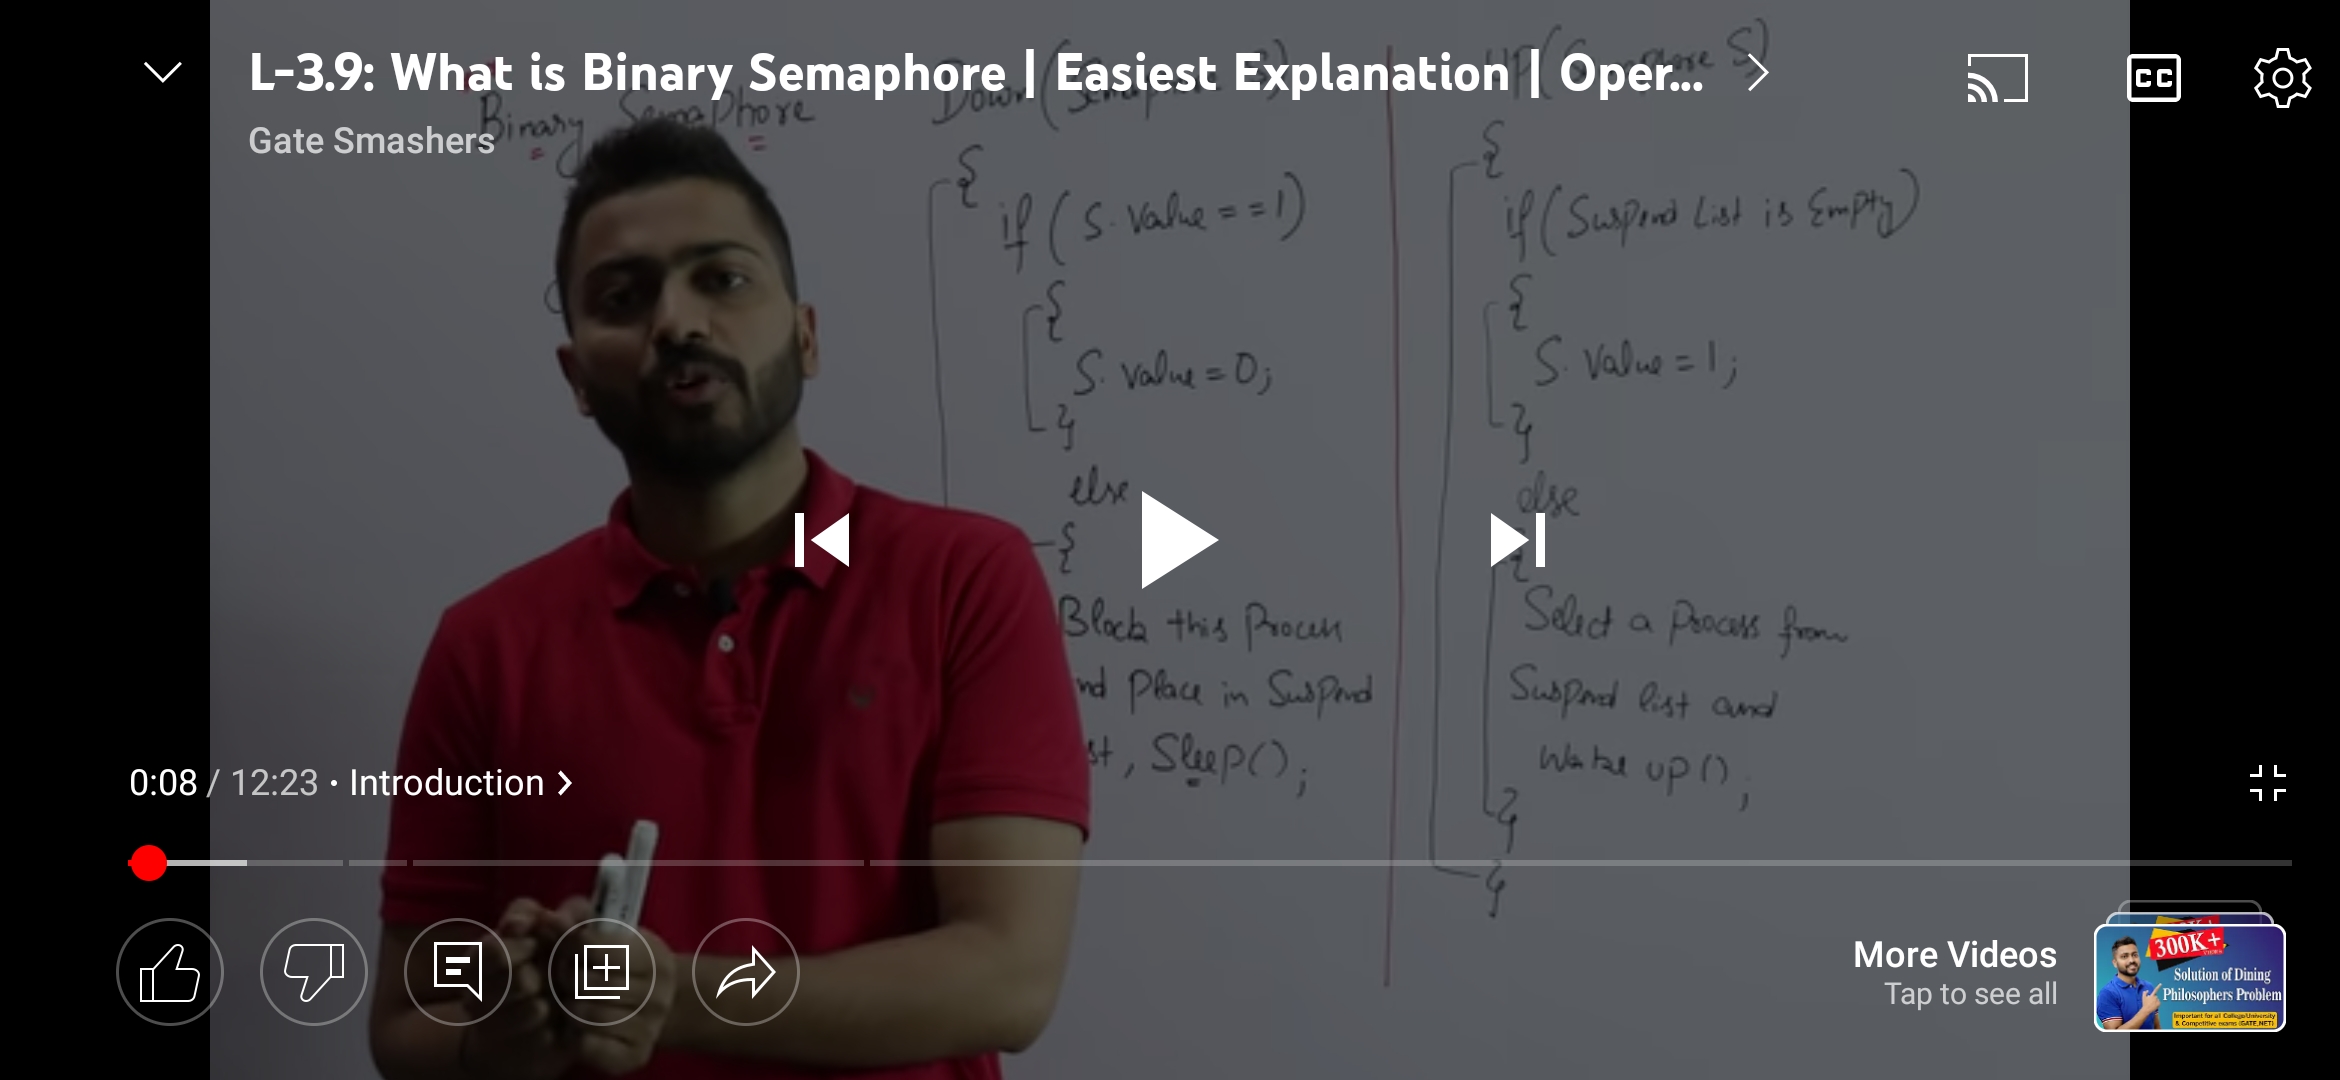 L-3.9: What is Binary Semaphore | Easiest Explanation | Oper...
Gate Smashers
CC
Binary Semaphore
Down(Semaphore S)
{
if (S. Value == 1)
{
S. Value = 0;
}
else
{
Block this Process
nd Place in Suspend
st, Sleep();
UP(Semaphore S)
{
if(Suspend List is Empty)
{
S. Value = 1;
}
else
{
Select a Process from
Suspend list and
Wake up();
}
}
0:08 / 12:23 · Introduction
More Videos
Tap to see all
300K+
Solution of Dining
Philosophers Problem
Important for all College/University
& Competitive exams (GATE,NET)